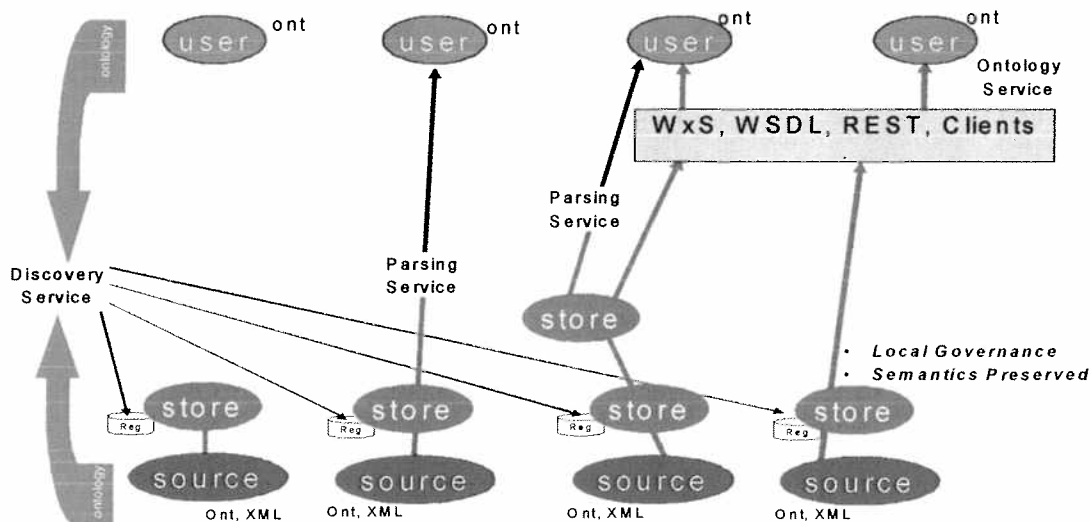 ontology
user ont
user ont
user ont
user ont
Ontology
Service
WxS, WSDL, REST, Clients
Parsing
Service
Parsing
Service
Discovery
Service
store
• Local Governance
• Semantics Preserved
Reg store
Reg store
Reg store
Reg store
ontology
source
source
source
source
Ont, XML
Ont, XML
Ont, XML
Ont, XML